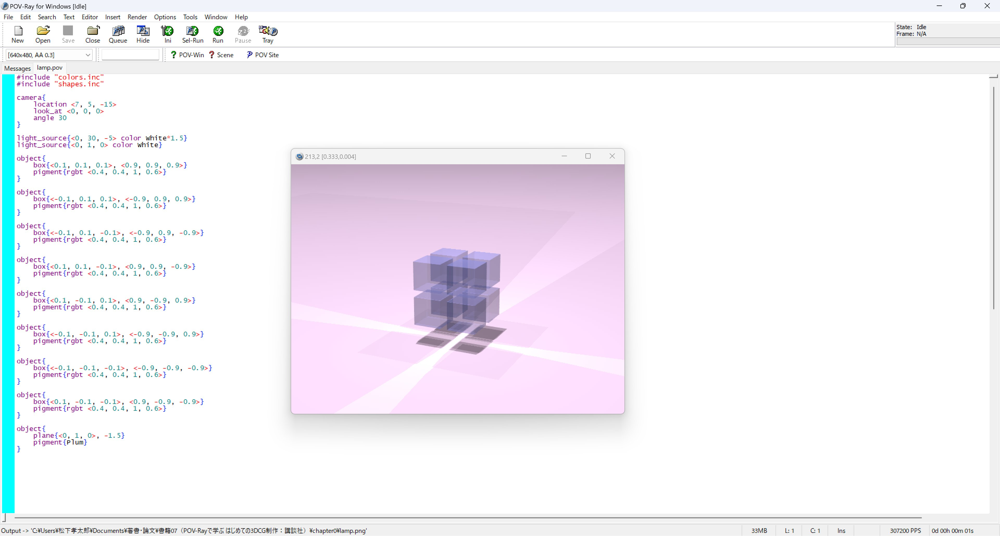 POV-Ray for Windows [Idle]
File Edit Search Text Editor Insert Render Options Tools Window Help
New Open Save Close Queue Hide Ini Sel-Run Run Pause Tray
State: Idle
Frame: N/A
[640x480, AA 0.3] POV-Win Scene POV Site
Messages lamp.pov
#include "colors.inc"
#include "shapes.inc"
camera{
location <7, 5, -15>
look_at <0, 0, 0>
angle 30
}
light_source{<0, 30, -5> color White*1.5}
light_source{<0, 1, 0> color White}
object{
box{<0.1, 0.1, 0.1>, <0.9, 0.9, 0.9>}
pigment{rgbt <0.4, 0.4, 1, 0.6>}
}
object{
box{<-0.1, 0.1, 0.1>, <-0.9, 0.9, 0.9>}
pigment{rgbt <0.4, 0.4, 1, 0.6>}
}
object{
box{<-0.1, 0.1, -0.1>, <-0.9, 0.9, -0.9>}
pigment{rgbt <0.4, 0.4, 1, 0.6>}
}
object{
box{<0.1, 0.1, -0.1>, <0.9, 0.9, -0.9>}
pigment{rgbt <0.4, 0.4, 1, 0.6>}
}
object{
box{<0.1, -0.1, 0.1>, <0.9, -0.9, 0.9>}
pigment{rgbt <0.4, 0.4, 1, 0.6>}
}
object{
box{<-0.1, -0.1, 0.1>, <-0.9, -0.9, 0.9>}
pigment{rgbt <0.4, 0.4, 1, 0.6>}
}
object{
box{<-0.1, -0.1, -0.1>, <-0.9, -0.9, -0.9>}
pigment{rgbt <0.4, 0.4, 1, 0.6>}
}
object{
box{<0.1, -0.1, -0.1>, <0.9, -0.9, -0.9>}
pigment{rgbt <0.4, 0.4, 1, 0.6>}
}
object{
plane{<0, 1, 0>, -1.5}
pigment{Plum}
}
213,2 [0.333,0.004]
Output -> 'C:¥Users¥松下孝太郎¥Documents¥著書・論文¥書籍07（POV-Rayで学ぶ はじめての3DCG制作：講談社）¥chapter0¥lamp.png' 33MB L: 1 C: 1 Ins 307200 PPS 0d 00h 00m 01s